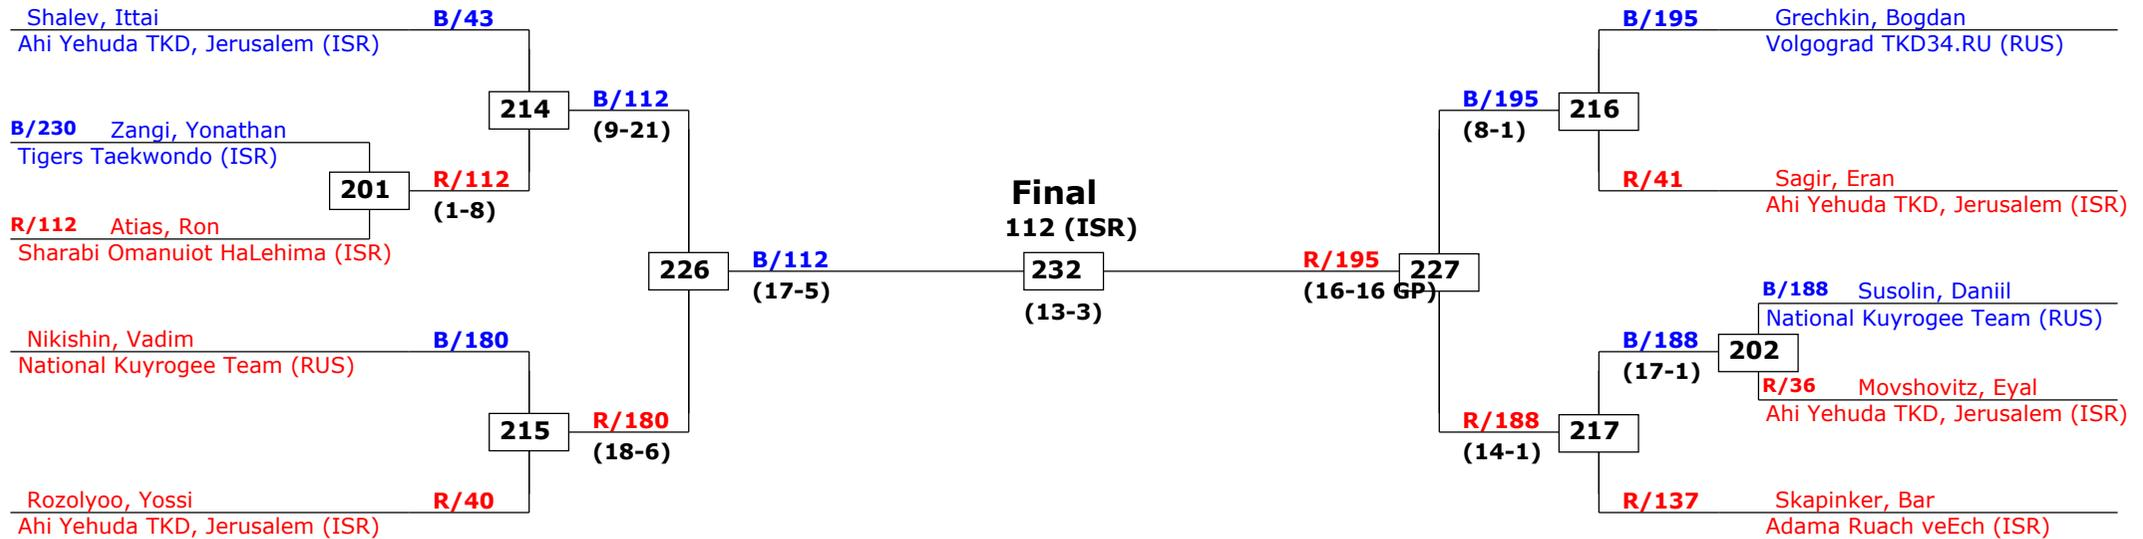 Shalev, Ittai
B/43
Ahi Yehuda TKD, Jerusalem (ISR)
214
B/112
(9-21)
B/230 Zangi, Yonathan
Tigers Taekwondo (ISR)
201
R/112
(1-8)
R/112 Atias, Ron
Sharabi Omanuiot HaLehima (ISR)
226
B/112
(17-5)
Nikishin, Vadim
B/180
National Kuyrogee Team (RUS)
215
R/180
(18-6)
Rozolyoo, Yossi
R/40
Ahi Yehuda TKD, Jerusalem (ISR)
Final
112 (ISR)
232
(13-3)
B/195
Grechkin, Bogdan
Volgograd TKD34.RU (RUS)
B/195
(8-1)
216
R/41
Sagir, Eran
Ahi Yehuda TKD, Jerusalem (ISR)
R/195
(16-16 GP)
227
B/188 Susolin, Daniil
National Kuyrogee Team (RUS)
B/188
(17-1)
202
R/36 Movshovitz, Eyal
Ahi Yehuda TKD, Jerusalem (ISR)
R/188
(14-1)
217
R/137
Skapinker, Bar
Adama Ruach veEch (ISR)